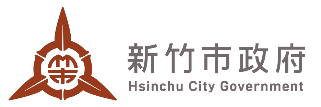 新竹市政府
Hsinchu City Government